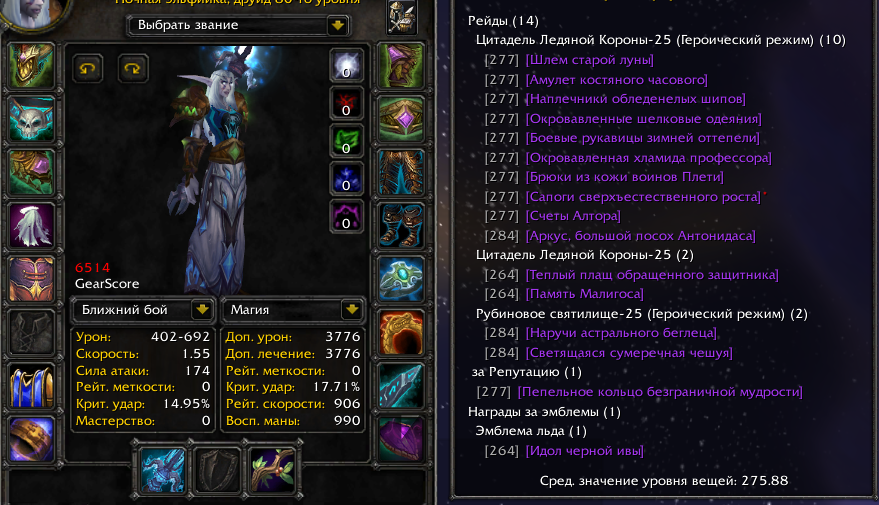 Ночная эльфийка, друид 80-го уровня
Выбрать звание
0
0
0
0
0
6514
GearScore
Ближний бой
Магия
Урон: 402-692
Скорость: 1.55
Сила атаки: 174
Рейт. меткости: 0
Крит. удар: 14.95%
Мастерство: 0
Доп. урон: 3776
Доп. лечение: 3776
Рейт. меткости: 0
Крит. удар: 17.71%
Рейт. скорости: 906
Восп. маны: 990
Рейды (14)
Цитадель Ледяной Короны-25 (Героический режим) (10)
[277] [Шлем старой луны]
[277] [Амулет костяного часового]
[277] [Наплечники обледенелых шипов]
[277] [Окровавленные шелковые одеяния]
[277] [Боевые рукавицы зимней оттепели]
[277] [Окровавленная хламида профессора]
[277] [Брюки из кожи воинов Плети]
[277] [Сапоги сверхъестественного роста]
[277] [Счеты Алтора]
[284] [Аркус, большой посох Антонидаса]
Цитадель Ледяной Короны-25 (2)
[264] [Теплый плащ обращенного защитника]
[264] [Память Малигоса]
Рубиновое святилище-25 (Героический режим) (2)
[284] [Наручи астрального беглеца]
[284] [Светящаяся сумеречная чешуя]
за Репутацию (1)
[277] [Пепельное кольцо безграничной мудрости]
Награды за эмблемы (1)
Эмблема льда (1)
[264] [Идол черной ивы]
Сред. значение уровня вещей: 275.88